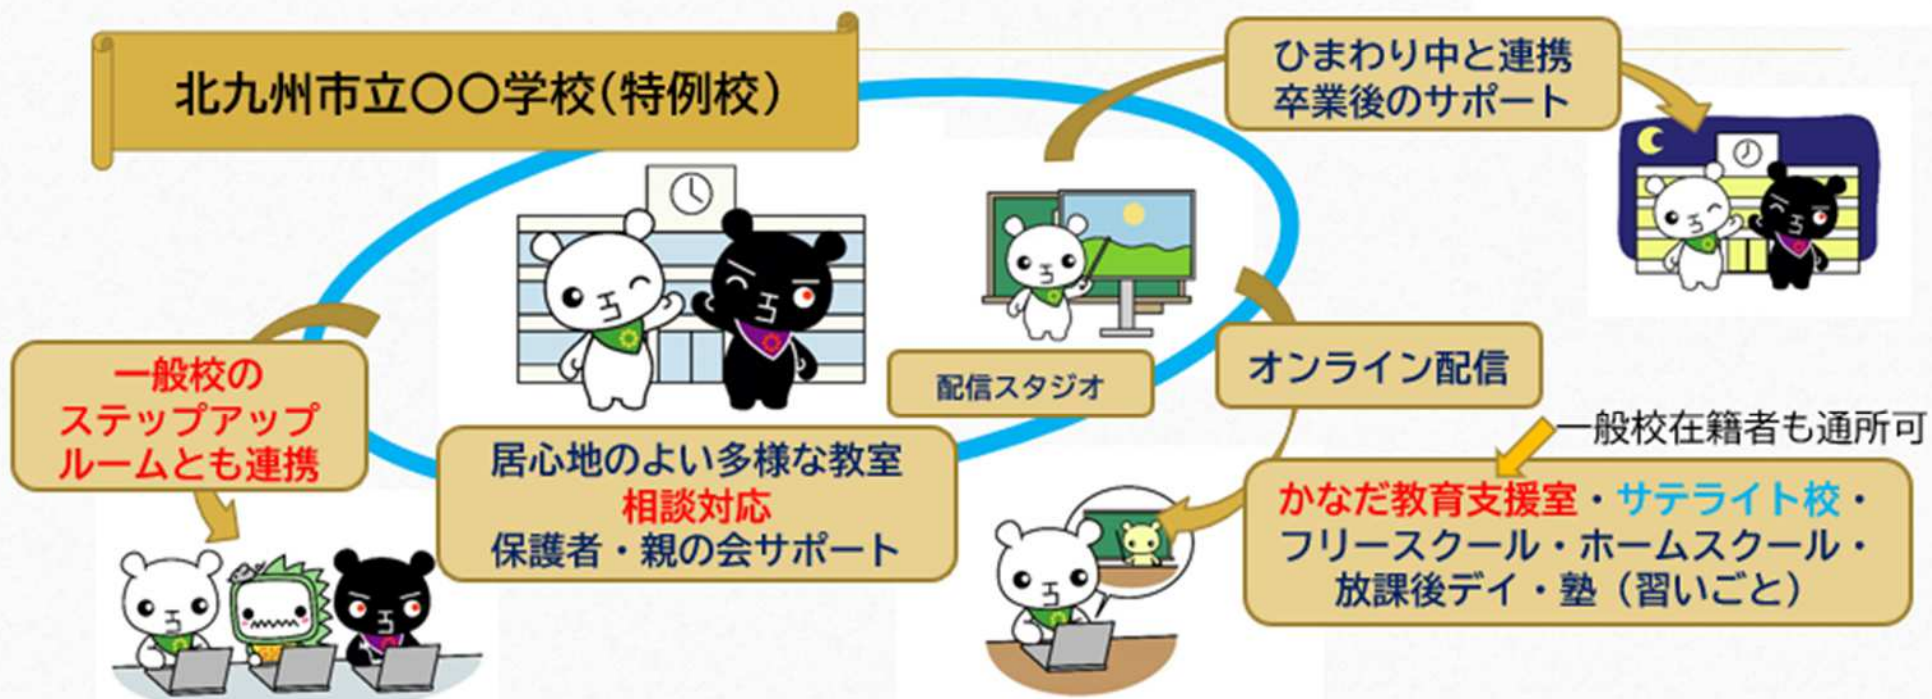 北九州市立〇〇学校(特例校)
ひまわり中と連携
卒業後のサポート
一般校の
ステップアップ
ルームとも連携
配信スタジオ
オンライン配信
居心地のよい多様な教室
相談対応
保護者・親の会サポート
一般校在籍者も通所可
かなだ教育支援室・サテライト校・
フリースクール・ホームスクール・
放課後デイ・塾（習いごと）